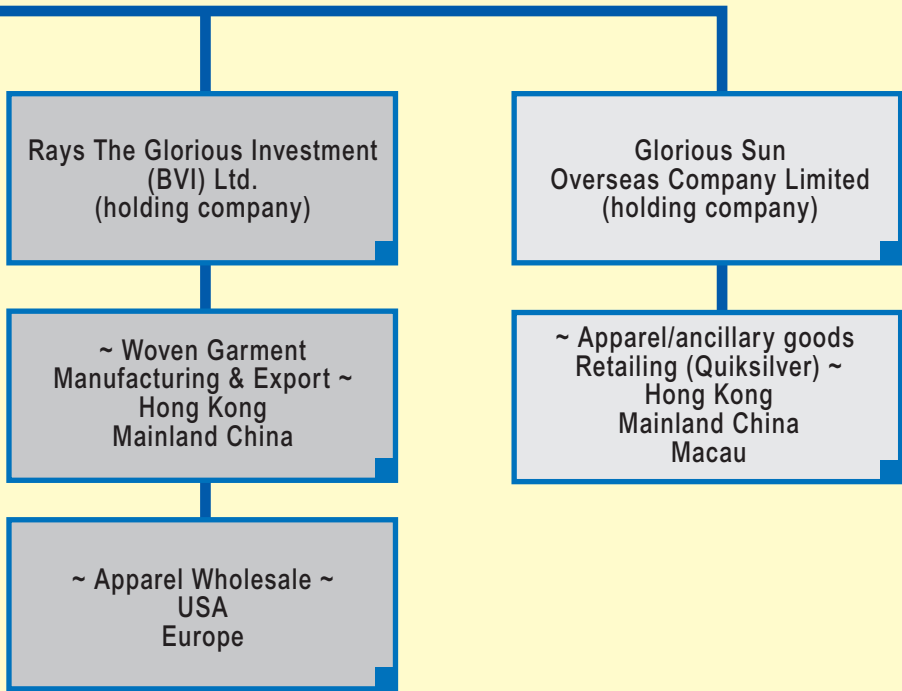 Rays The Glorious Investment
(BVI) Ltd.
(holding company)
~ Woven Garment
Manufacturing & Export ~
Hong Kong
Mainland China
~ Apparel Wholesale ~
USA
Europe
Glorious Sun
Overseas Company Limited
(holding company)
~ Apparel/ancillary goods
Retailing (Quiksilver) ~
Hong Kong
Mainland China
Macau